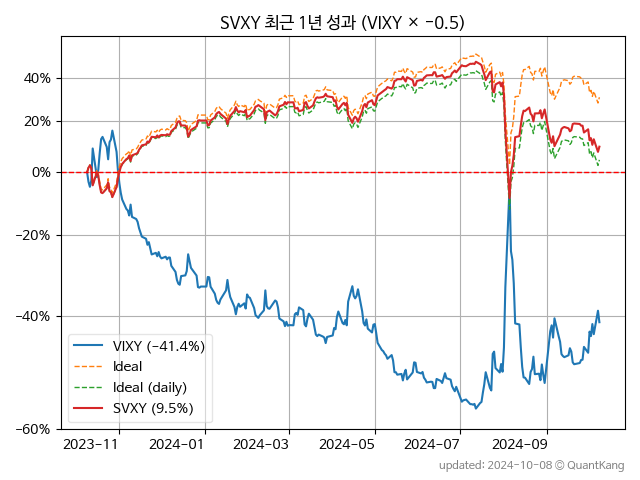 SVXY 최근 1년 성과 (VIXY × −0.5)
40%
20%
0%
−20%
−40%
−60%
VIXY (−41.4%)
Ideal
Ideal (daily)
SVXY (9.5%)
2023-11
2024-01
2024-03
2024-05
2024-07
2024-09
updated: 2024-10-08 © QuantKang